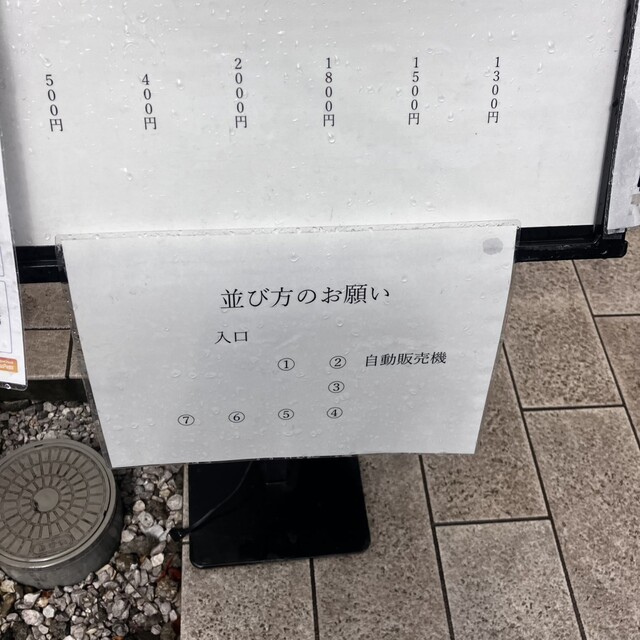 1300円
1500円
1800円
2000円
400円
500円
並び方のお願い
入口
① ② 自動販売機
③
⑦ ⑥ ⑤ ④